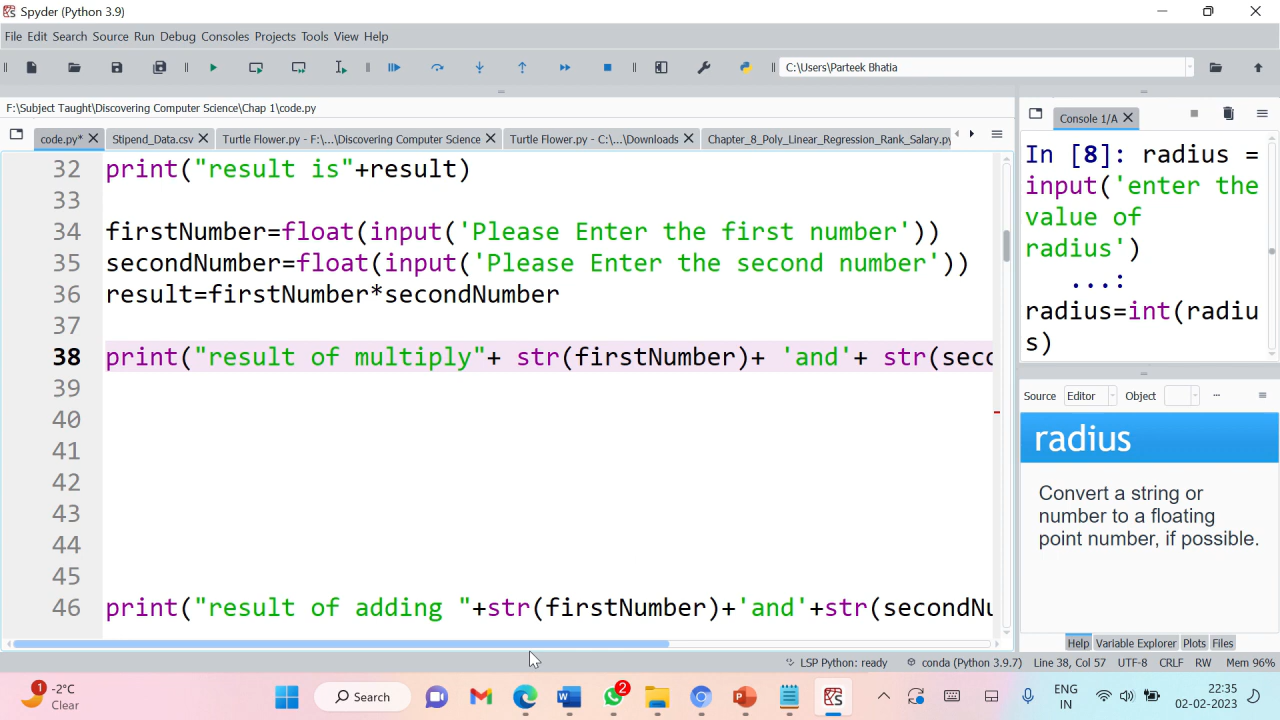 Spyder (Python 3.9)
File Edit Search Source Run Debug Consoles Projects Tools View Help
C:\Users\Parteek Bhatia
F:\Subject Taught\Discovering Computer Science\Chap 1\code.py
code.py* Stipend_Data.csv Turtle Flower.py - F:\...\Discovering Computer Science Turtle Flower.py - C:\...\Downloads Chapter_8_Poly_Linear_Regression_Rank_Salary.py
32 print("result is"+result)
33
34 firstNumber=float(input('Please Enter the first number'))
35 secondNumber=float(input('Please Enter the second number'))
36 result=firstNumber*secondNumber
37
38 print("result of multiply"+ str(firstNumber)+ 'and'+ str(seco
39
40
41
42
43
44
45
46 print("result of adding "+str(firstNumber)+'and'+str(secondNu
Console 1/A
In [8]: radius =
input('enter the
value of
radius')
...:
radius=int(radiu
s)
Source Editor Object
radius
Convert a string or
number to a floating
point number, if possible.
Help Variable Explorer Plots Files
LSP Python: ready conda (Python 3.9.7) Line 38, Col 57 UTF-8 CRLF RW Mem 96%
1
-2°C
Clear
Search
2
ENG
IN
22:35
02-02-2023